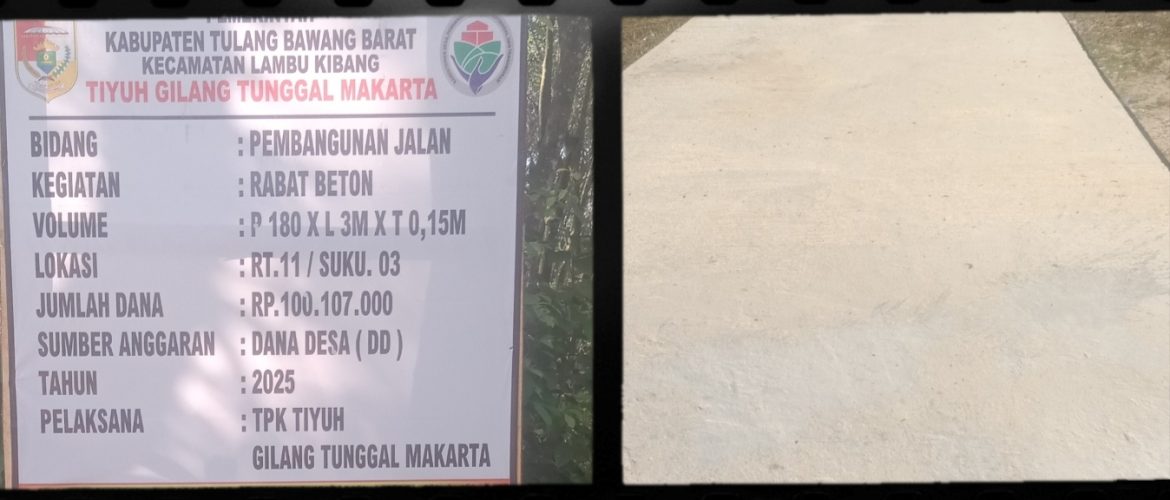 PEMERINTAH
KABUPATEN TULANG BAWANG BARAT
KECAMATAN LAMBU KIBANG
TIYUH GILANG TUNGGAL MAKARTA
BIDANG : PEMBANGUNAN JALAN
KEGIATAN : RABAT BETON
VOLUME : P 180 X L 3M X T 0,15M
LOKASI : RT.11 / SUKU. 03
JUMLAH DANA : RP.100.107.000
SUMBER ANGGARAN : DANA DESA ( DD )
TAHUN : 2025
PELAKSANA : TPK TIYUH
GILANG TUNGGAL MAKARTA